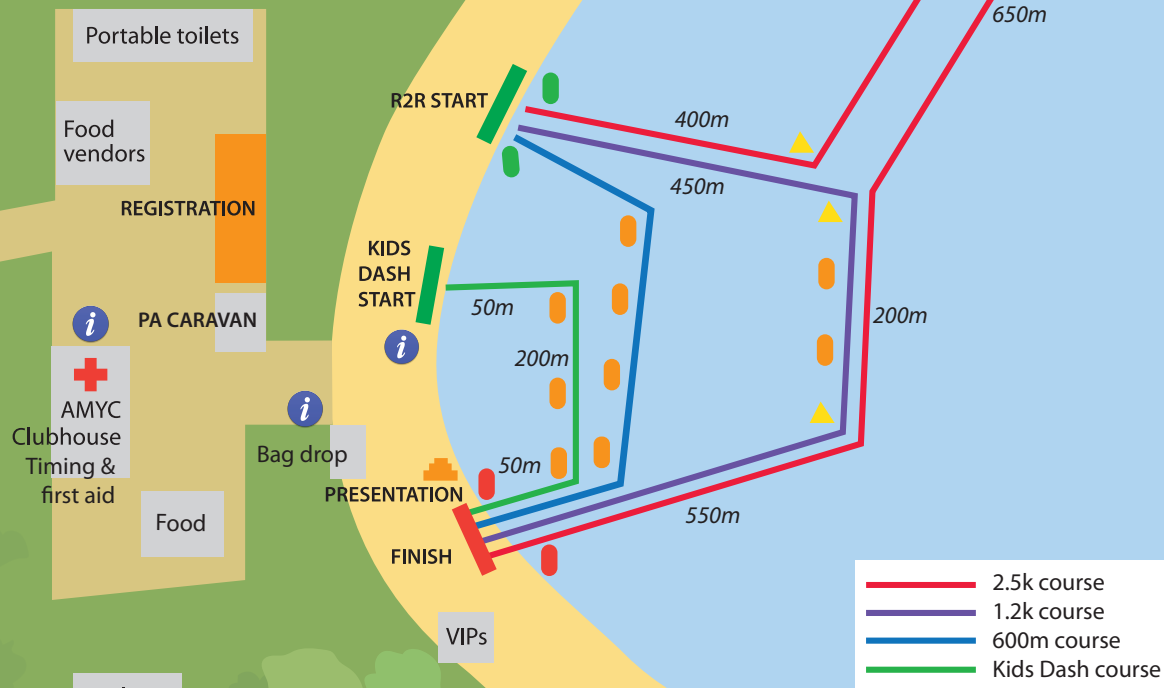 Portable toilets
650m
R2R START
400m
Food
vendors
450m
REGISTRATION
KIDS
DASH
START
50m
PA CARAVAN
i
200m
i
200m
AMYC
Clubhouse
Timing &
first aid
i
Bag drop
50m
PRESENTATION
Food
550m
FINISH
VIPs
2.5k course
1.2k course
600m course
Kids Dash course